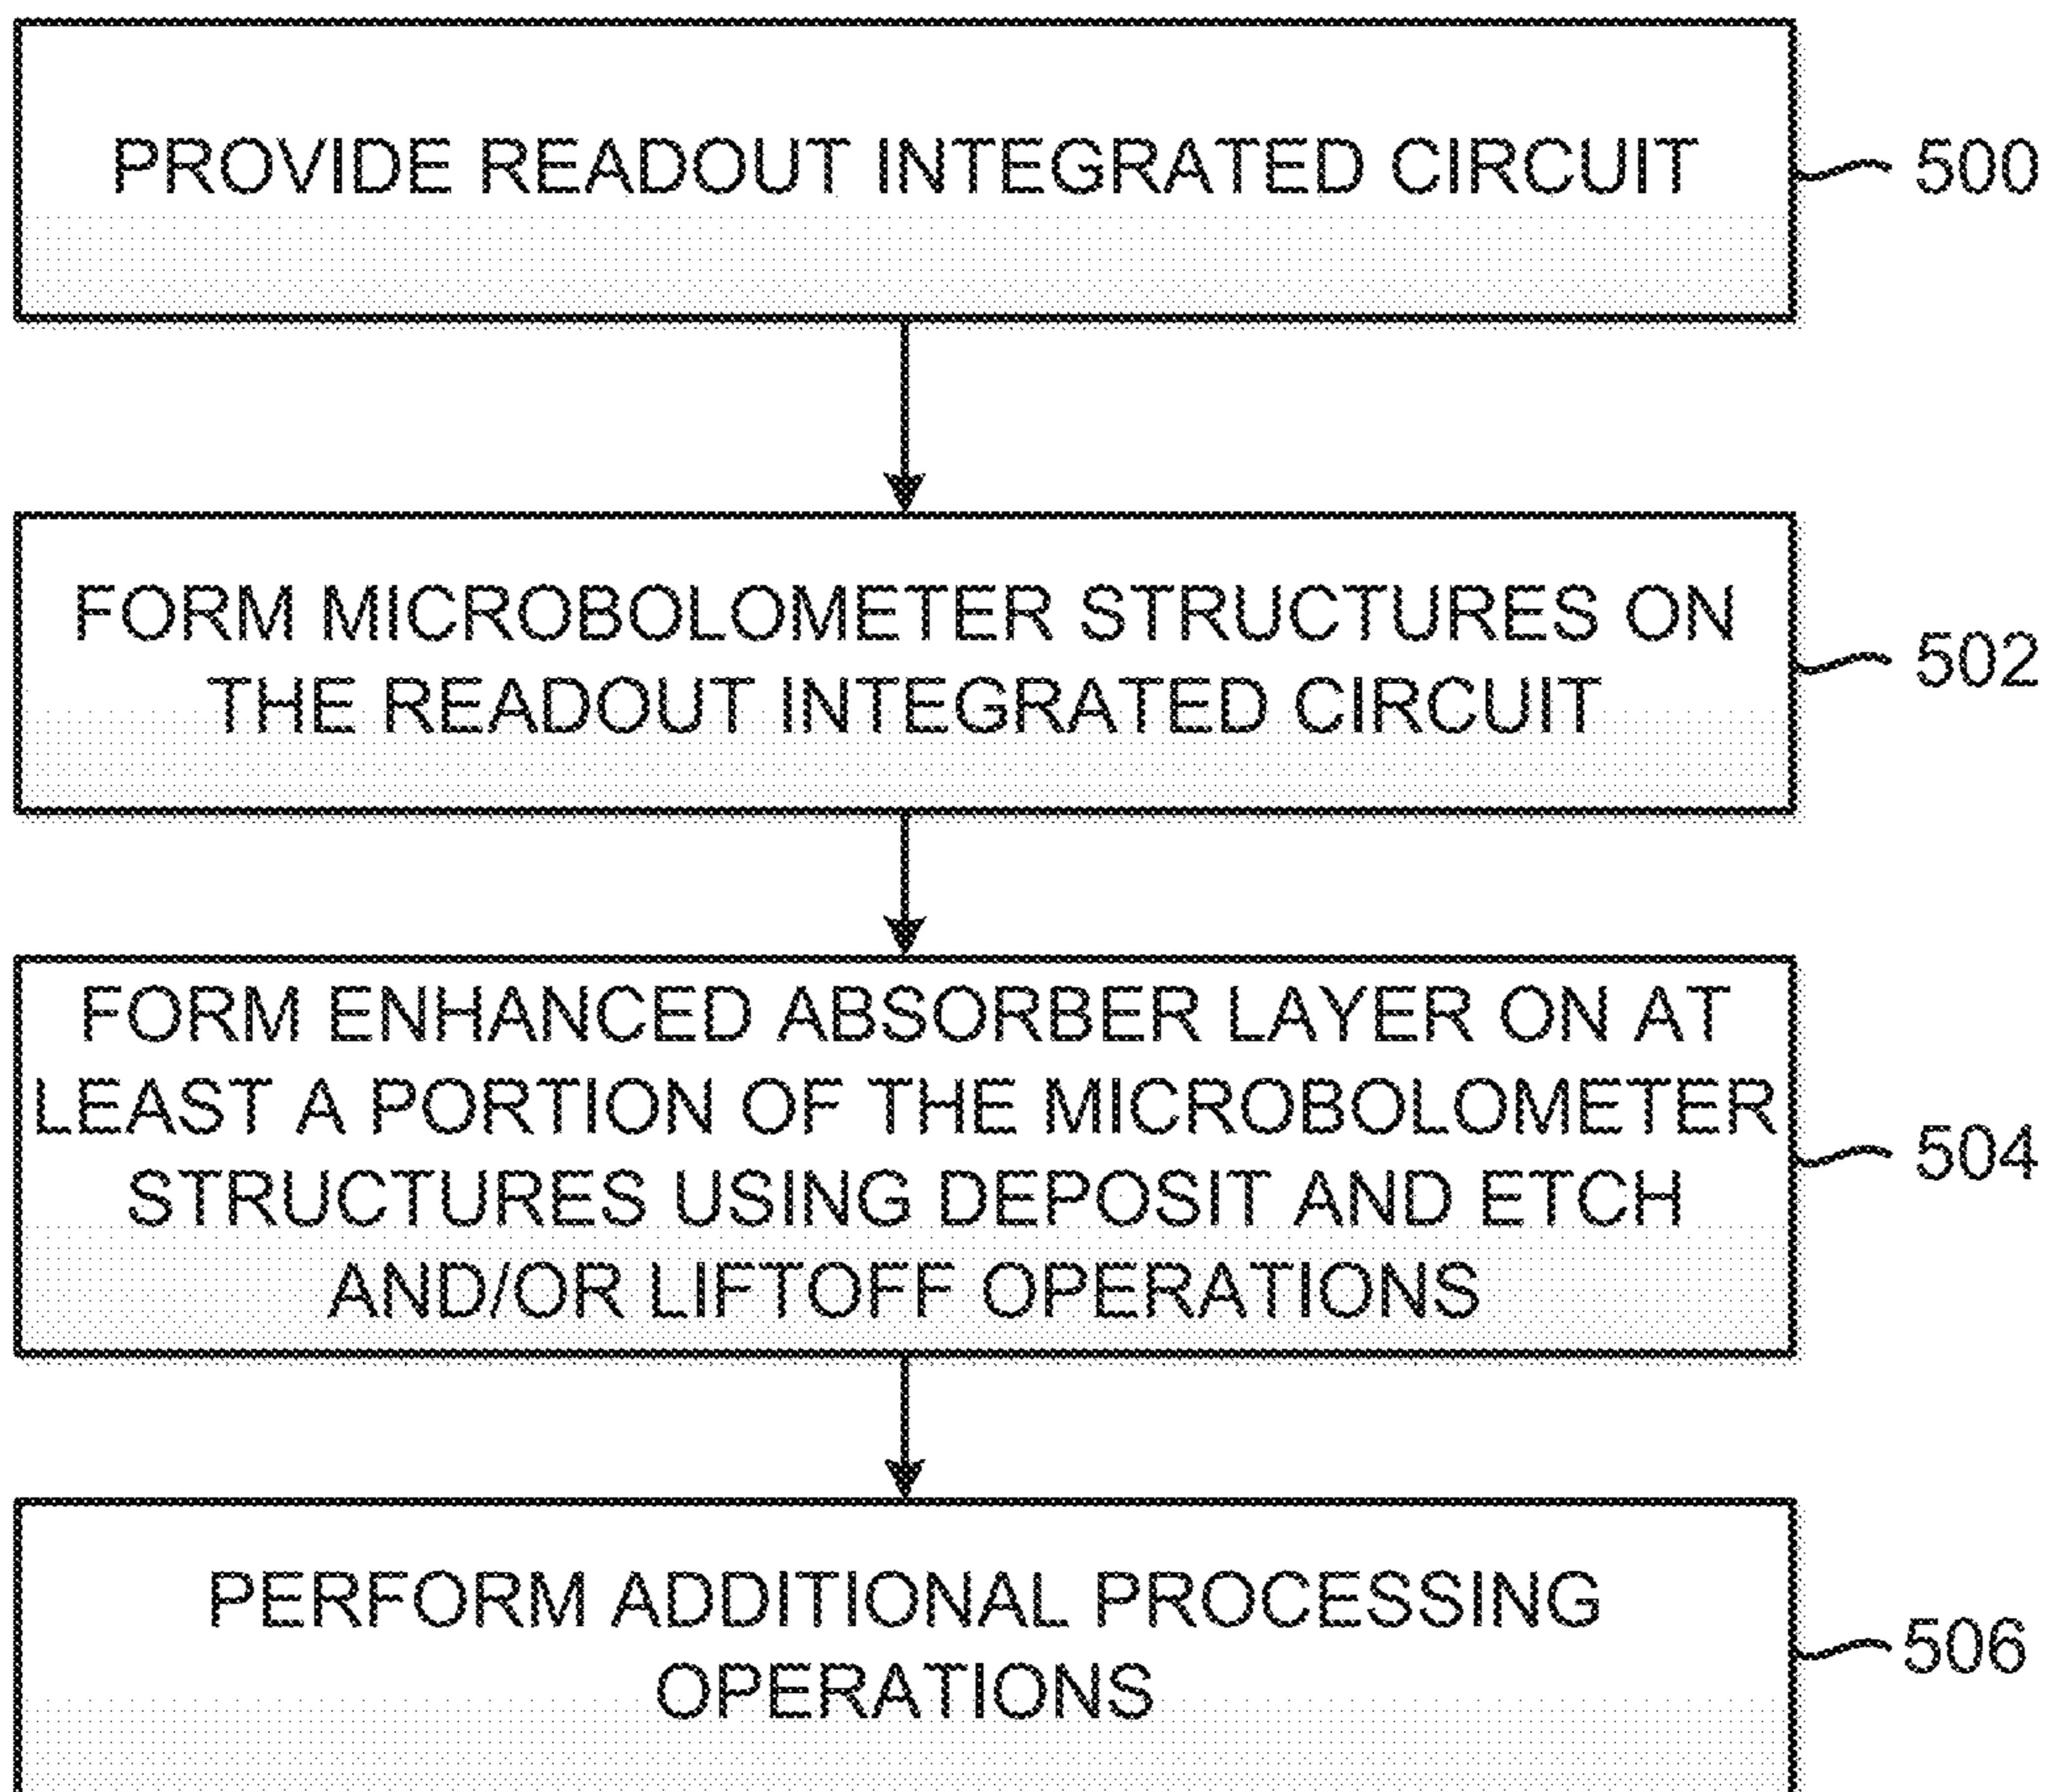 PROVIDE READOUT INTEGRATED CIRCUIT
500
FORM MICROBOLOMETER STRUCTURES ON
THE READOUT INTEGRATED CIRCUIT
502
FORM ENHANCED ABSORBER LAYER ON AT
LEAST A PORTION OF THE MICROBOLOMETER
STRUCTURES USING DEPOSIT AND ETCH
AND/OR LIFTOFF OPERATIONS
504
PERFORM ADDITIONAL PROCESSING
OPERATIONS
506